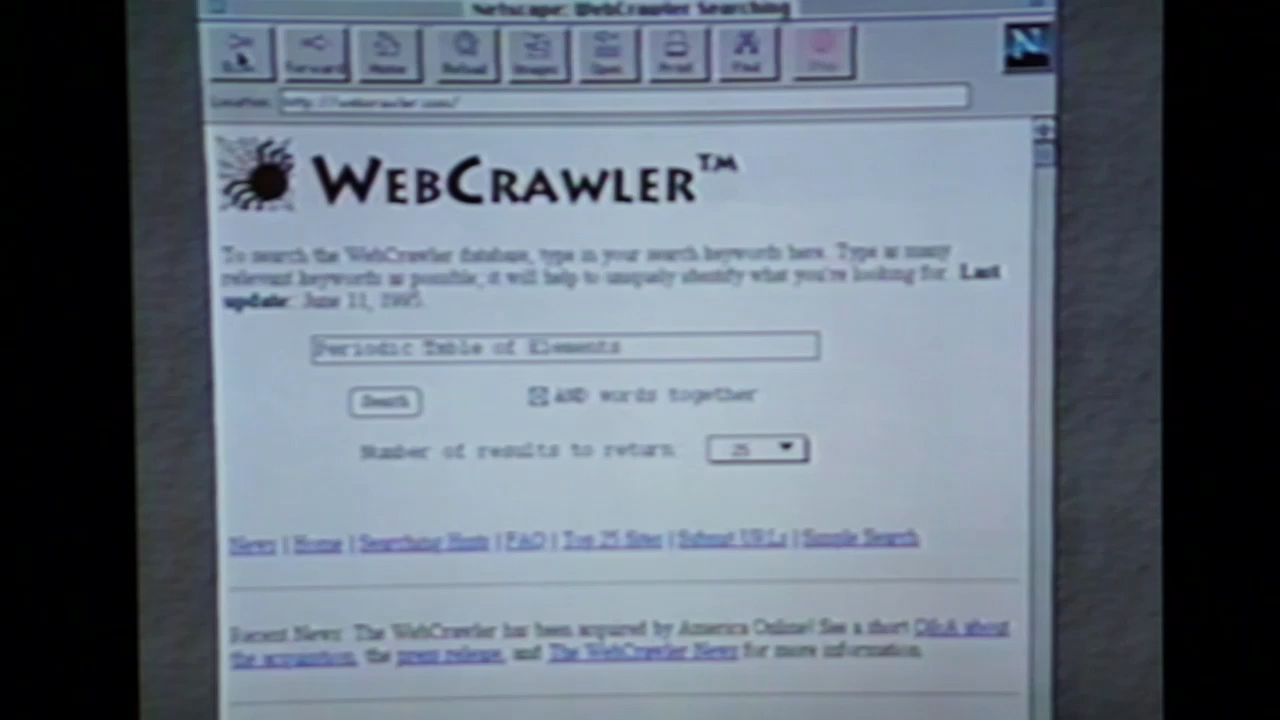 Netscape: WebCrawler Searching
Back Forward Home Reload Images Open Print Find Stop
Location: http://webcrawler.com/
N
WEBCRAWLER™
To search the WebCrawler database, type in your search keywords here. Type as many
relevant keywords as possible, it will help to uniquely identify what you're looking for. Last
update: June 11, 1995.
Periodic Table of Elements
Search AND words together
Number of results to return: 25
News | Home | Searching Hints | FAQ | Top 25 Sites | Submit URLs | Simple Search
Recent News: The WebCrawler has been acquired by America Online! See a short Q&A about
the acquisition, the press release, and The WebCrawler News for more information.